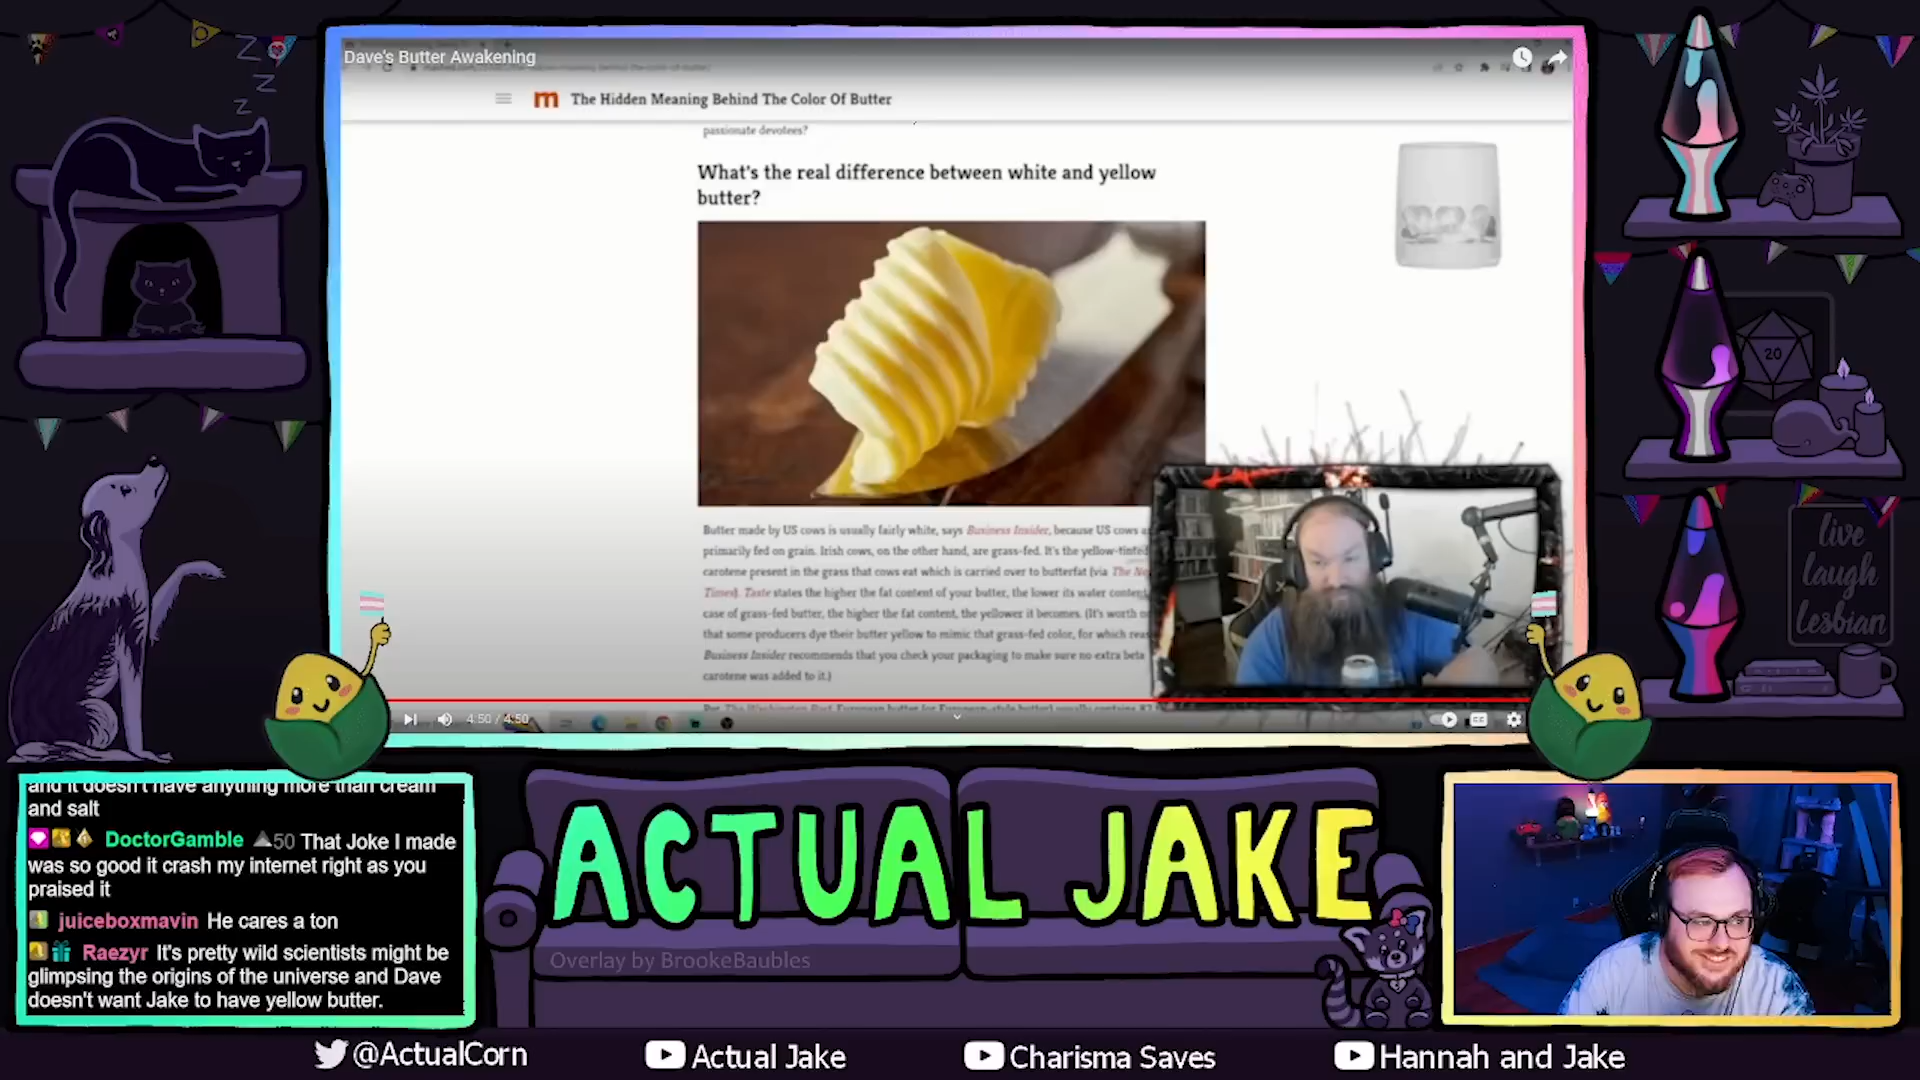 Dave's Butter Awakening
m The Hidden Meaning Behind The Color Of Butter
passionate devotees?
What's the real difference between white and yellow
butter?
Butter made by US cows is usually fairly white, says Business Insider, because US cows
primarily fed on grain. Irish cows, on the other hand, are grass-fed. It's the yellow-tinted
carotene present in the grass that cows eat which is carried over to butterfat (via The
Times). Taste states the higher the fat content of your butter, the lower its water content,
case of grass-fed butter, the higher the fat content, the yellower it becomes. (It's worth
that some producers dye their butter yellow to mimic that grass-fed color, for which
Business Insider recommends that you check your packaging to make sure no extra beta
carotene was added to it.)
4:50 / 4:50
CC
20
live
laugh
lesbian
and it doesn't have anything more than cream
and salt
DoctorGamble 50 That Joke I made
was so good it crash my internet right as you
praised it
juiceboxmavin He cares a ton
Raezyr It's pretty wild scientists might be
glimpsing the origins of the universe and Dave
doesn't want Jake to have yellow butter.
ACTUAL JAKE
Overlay by BrookeBaubles
@ActualCorn
Actual Jake
Charisma Saves
Hannah and Jake